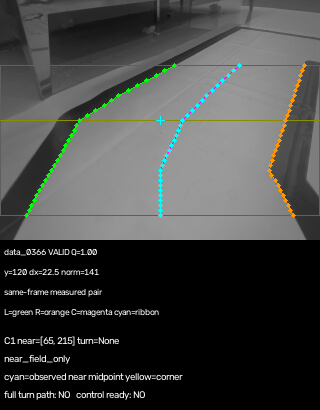 data_0366 VALID Q=1.00
y=120 dx=22.5 norm=141
same-frame measured pair
L=green R=orange C=magenta cyan=ribbon
C1 near=[65, 215] turn=None
near_field_only
cyan=observed near midpoint yellow=corner
full turn path: NO control ready: NO